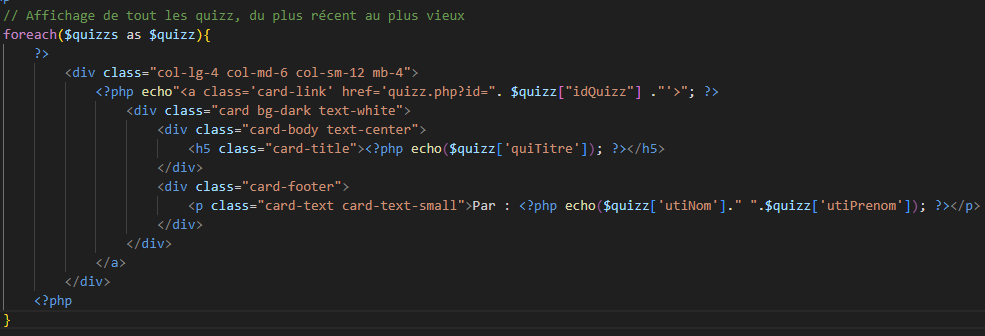 // Affichage de tout les quizz, du plus récent au plus vieux
foreach($quizzs as $quizz){
?>
<div class="col-lg-4 col-md-6 col-sm-12 mb-4">
<?php echo"<a class='card-link' href='quizz.php?id=". $quizz["idQuizz"] ."'>"; ?>
<div class="card bg-dark text-white">
<div class="card-body text-center">
<h5 class="card-title"><?php echo($quizz['quiTitre']); ?></h5>
</div>
<div class="card-footer">
<p class="card-text card-text-small">Par : <?php echo($quizz['utiNom']." ".$quizz['utiPrenom']); ?></p>
</div>
</div>
</a>
</div>
<?php
}